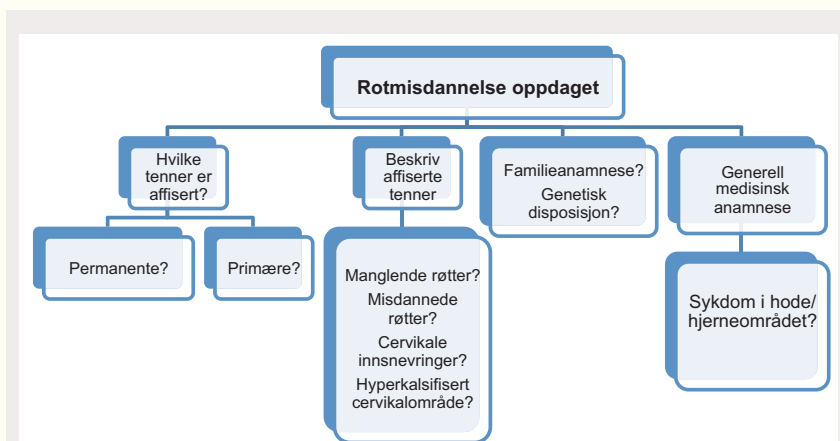 Rotmisdannelse oppdaget
Hvilke
tenner er
affisert?
Beskriv
affiserte
tenner
Familieanamnese?
Genetisk
disposisjon?
Generell
medisinsk
anamnese
Permanente?
Primære?
Manglende røtter?
Misdannede
røtter?
Cervikale
innsnevringer?
Hyperkalsifisert
cervikalområde?
Sykdom i hode/
hjerneområdet?